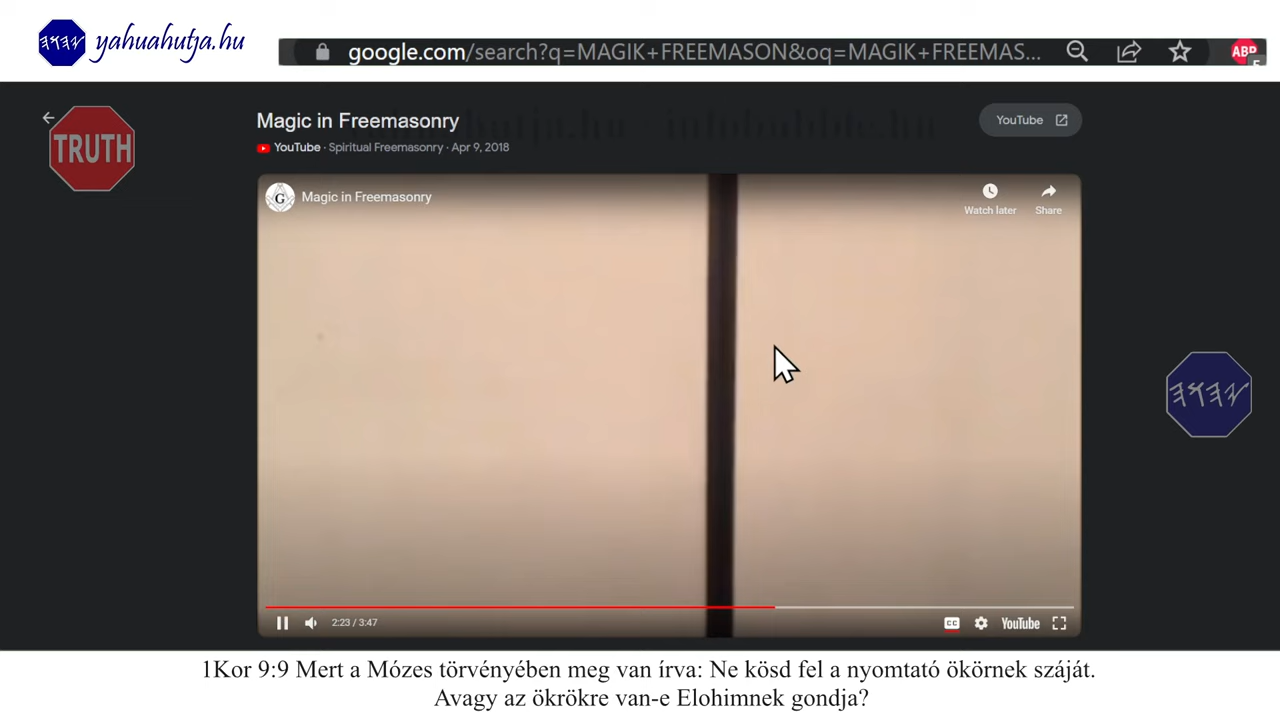 yahuahutja.hu
google.com/search?q=MAGIK+FREEMASON&oq=MAGIK+FREEMAS...
ABP
TRUTH
Magic in Freemasonry
YouTube
YouTube · Spiritual Freemasonry · Apr 9, 2018
G
Magic in Freemasonry
Watch later
Share
2:23 / 3:47
CC
YouTube
1Kor 9:9 Mert a Mózes törvényében meg van írva: Ne kösd fel a nyomtató ökörnek száját.
Avagy az ökrökre van-e Elohimnek gondja?